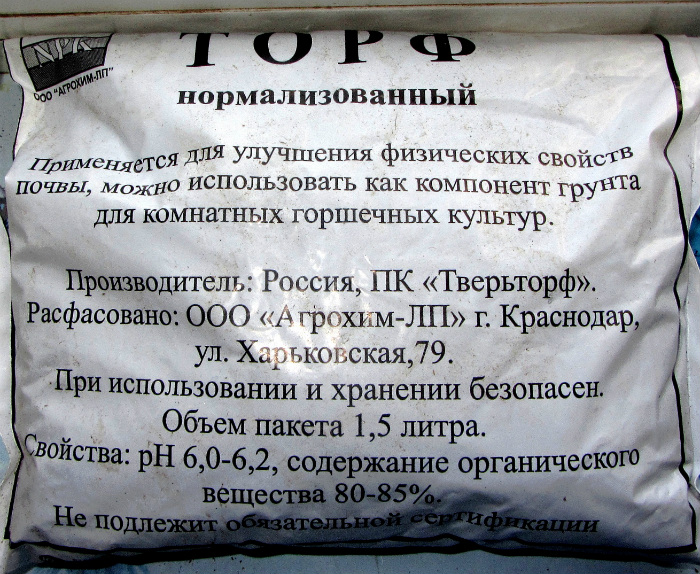 NPK
ООО "АГРОХИМ-ЛП"
ТОРФ
нормализованный
Применяется для улучшения физических свойств
почвы, можно использовать как компонент грунта
для комнатных горшечных культур.
Производитель: Россия, ПК «Тверьторф».
Расфасовано: ООО «Агрохим-ЛП» г. Краснодар,
ул. Харьковская,79.
При использовании и хранении безопасен.
Объем пакета 1,5 литра.
Свойства: pH 6,0-6,2, содержание органического
вещества 80-85%.
Не подлежит обязательной сертификации